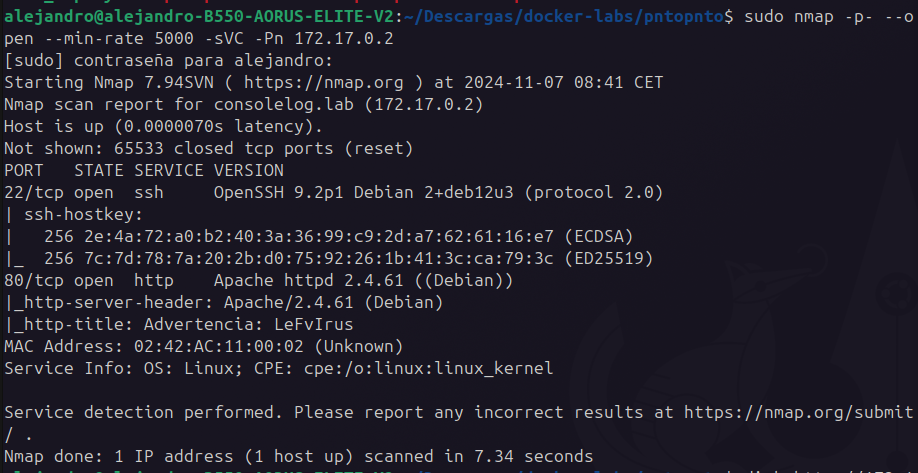 alejandro@alejandro-B550-AORUS-ELITE-V2:~/Descargas/docker-labs/pntopnto$ sudo nmap -p- --o
pen --min-rate 5000 -sVC -Pn 172.17.0.2
[sudo] contraseña para alejandro:
Starting Nmap 7.94SVN ( https://nmap.org ) at 2024-11-07 08:41 CET
Nmap scan report for consolelog.lab (172.17.0.2)
Host is up (0.0000070s latency).
Not shown: 65533 closed tcp ports (reset)
PORT   STATE SERVICE VERSION
22/tcp open  ssh     OpenSSH 9.2p1 Debian 2+deb12u3 (protocol 2.0)
| ssh-hostkey:
|   256 2e:4a:72:a0:b2:40:3a:36:99:c9:2d:a7:62:61:16:e7 (ECDSA)
|_  256 7c:7d:78:7a:20:2b:d0:75:92:26:1b:41:3c:ca:79:3c (ED25519)
80/tcp open  http    Apache httpd 2.4.61 ((Debian))
|_http-server-header: Apache/2.4.61 (Debian)
|_http-title: Advertencia: LeFvIrus
MAC Address: 02:42:AC:11:00:02 (Unknown)
Service Info: OS: Linux; CPE: cpe:/o:linux:linux_kernel

Service detection performed. Please report any incorrect results at https://nmap.org/submit
/ .
Nmap done: 1 IP address (1 host up) scanned in 7.34 seconds